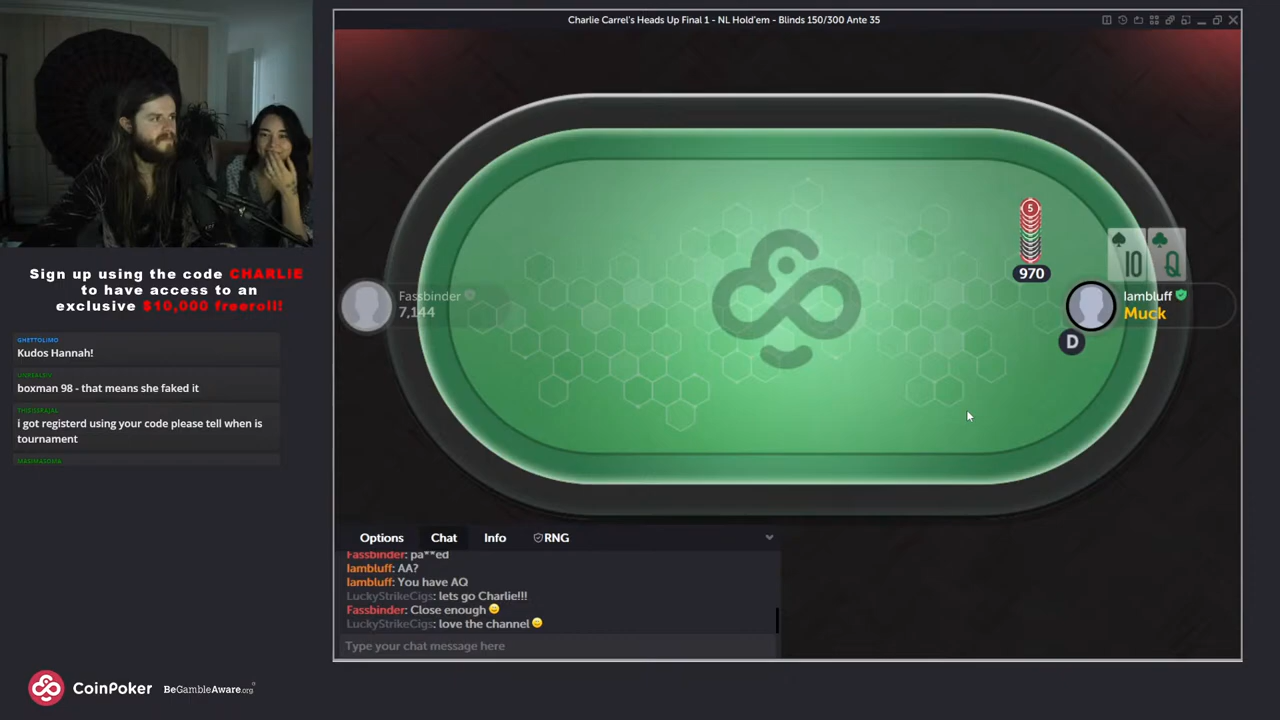 Charlie Carrel's Heads Up Final 1 - NL Hold'em - Blinds 150/300 Ante 35
Sign up using the code CHARLIE
to have access to an
exclusive $10,000 freeroll!
GHETTOLIMO
Kudos Hannah!
boxman 98 - that means she faked it
i got registerd using your code please tell when is
tournament
5
970
10
Q
Fassbinder
7,144
Iambluff
Muck
D
Options
Chat
Info
RNG
Fassbinder: pa**ed
Iambluff: AA?
Iambluff: You have AQ
LuckyStrikeCigs: lets go Charlie!!!
Fassbinder: Close enough
LuckyStrikeCigs: love the channel
Type your chat message here
CoinPoker
BeGambleAware.org